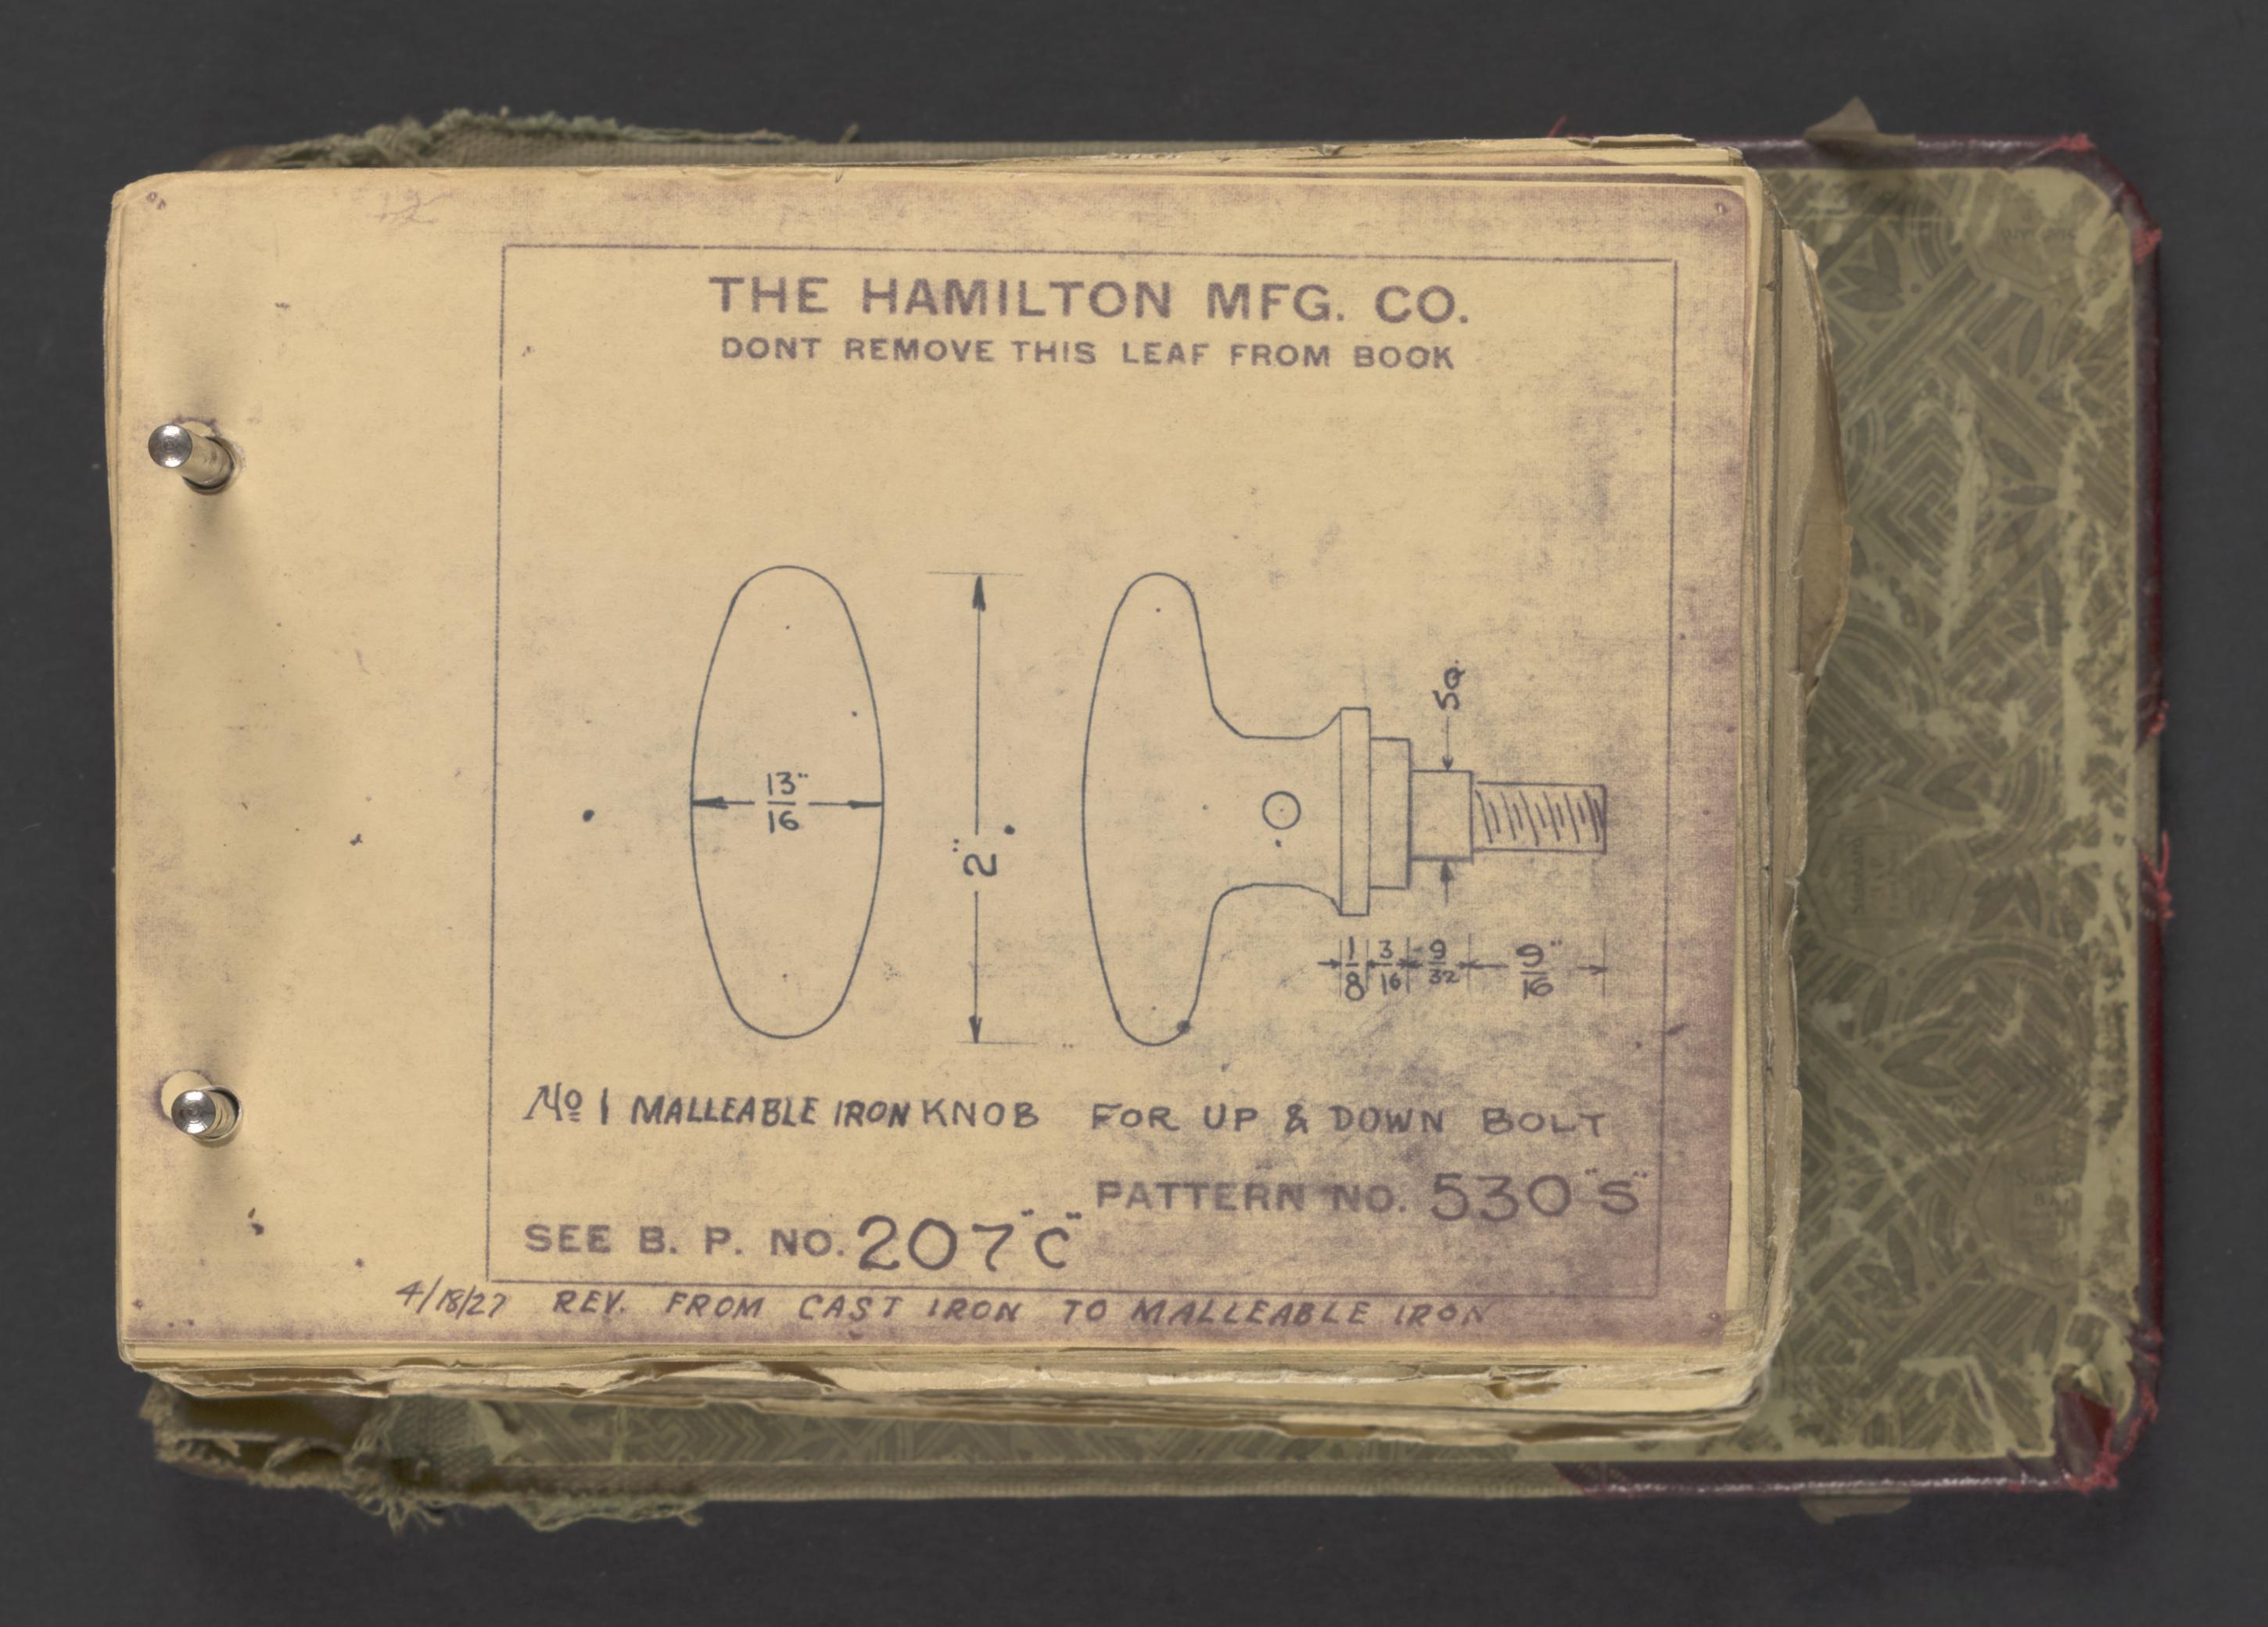 12
THE HAMILTON MFG. CO.
DONT REMOVE THIS LEAF FROM BOOK
SQ.
13"
16
2"
1 3 9 9"
8 16 32 16
No 1 MALLEABLE IRON KNOB FOR UP & DOWN BOLT
PATTERN NO. 530 "S"
SEE B. P. NO. 207 "C"
4/18/27 REV. FROM CAST IRON TO MALLEABLE IRON